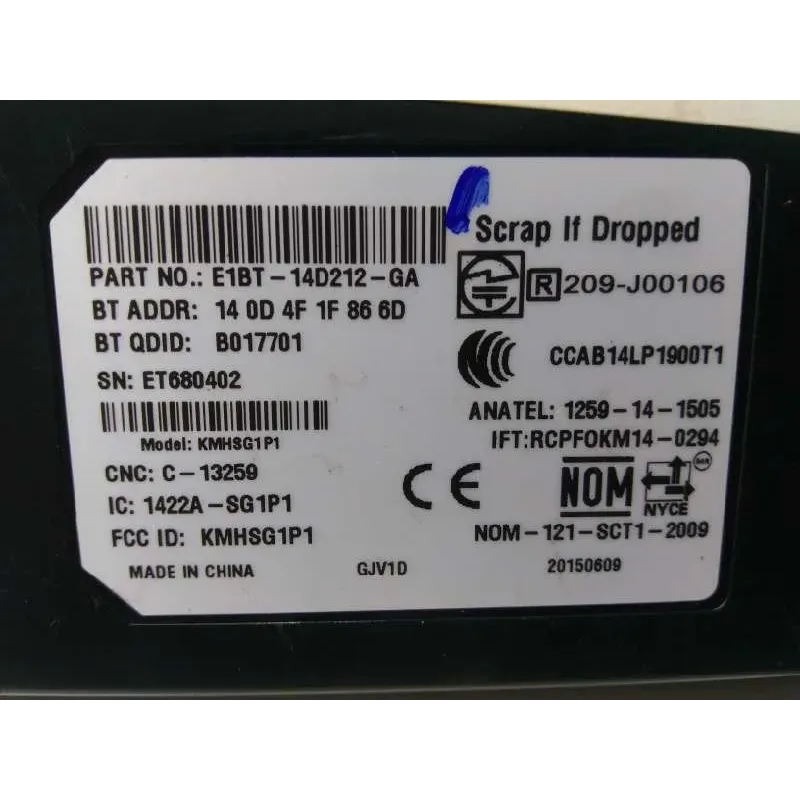 Scrap If Dropped
PART NO.: E1BT-14D212-GA
R 209-J00106
BT ADDR: 14 0D 4F 1F 86 6D
BT QDID: B017701
CCAB14LP1900T1
SN: ET680402
ANATEL: 1259-14-1505
Model: KMHSG1P1
IFT:RCPFOKM14-0294
CNC: C-13259
CE
NOM
NYCE
IC: 1422A-SG1P1
FCC ID: KMHSG1P1
NOM-121-SCT1-2009
MADE IN CHINA
GJV1D
20150609